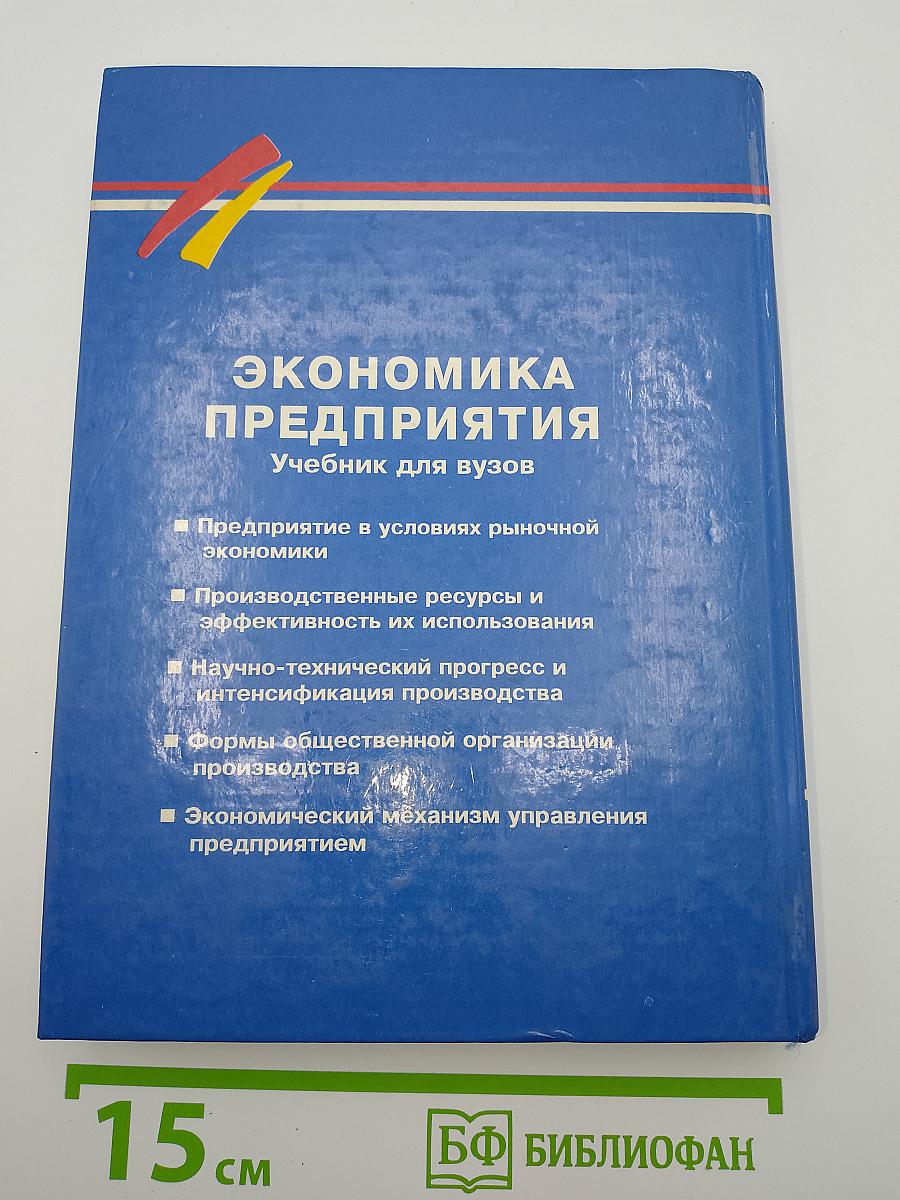 ЭКОНОМИКА
ПРЕДПРИЯТИЯ
Учебник для вузов
■ Предприятие в условиях рыночной
экономики
■ Производственные ресурсы и
эффективность их использования
■ Научно-технический прогресс и
интенсификация производства
■ Формы общественной организации
производства
■ Экономический механизм управления
предприятием
15 см
БФ БИБЛИОФАН